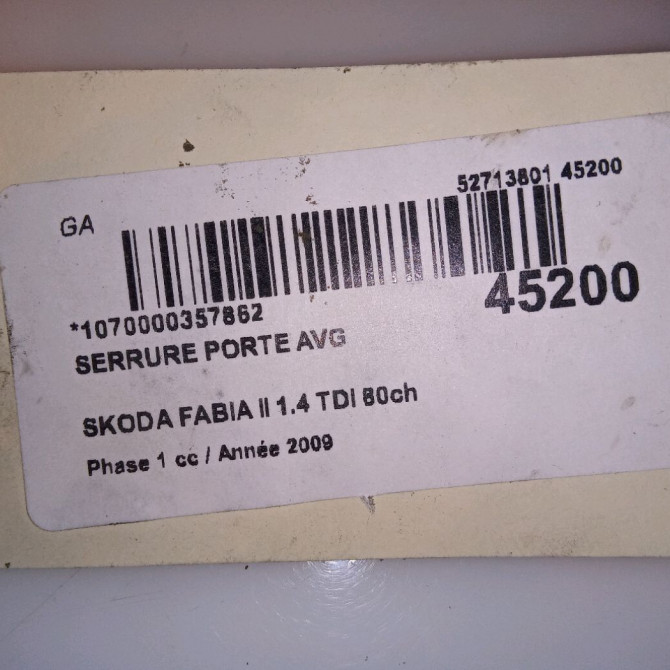 52713801 45200
GA
45200
*1070000357862
SERRURE PORTE AVG
SKODA FABIA II 1.4 TDI 80ch
Phase 1 cc / Année 2009